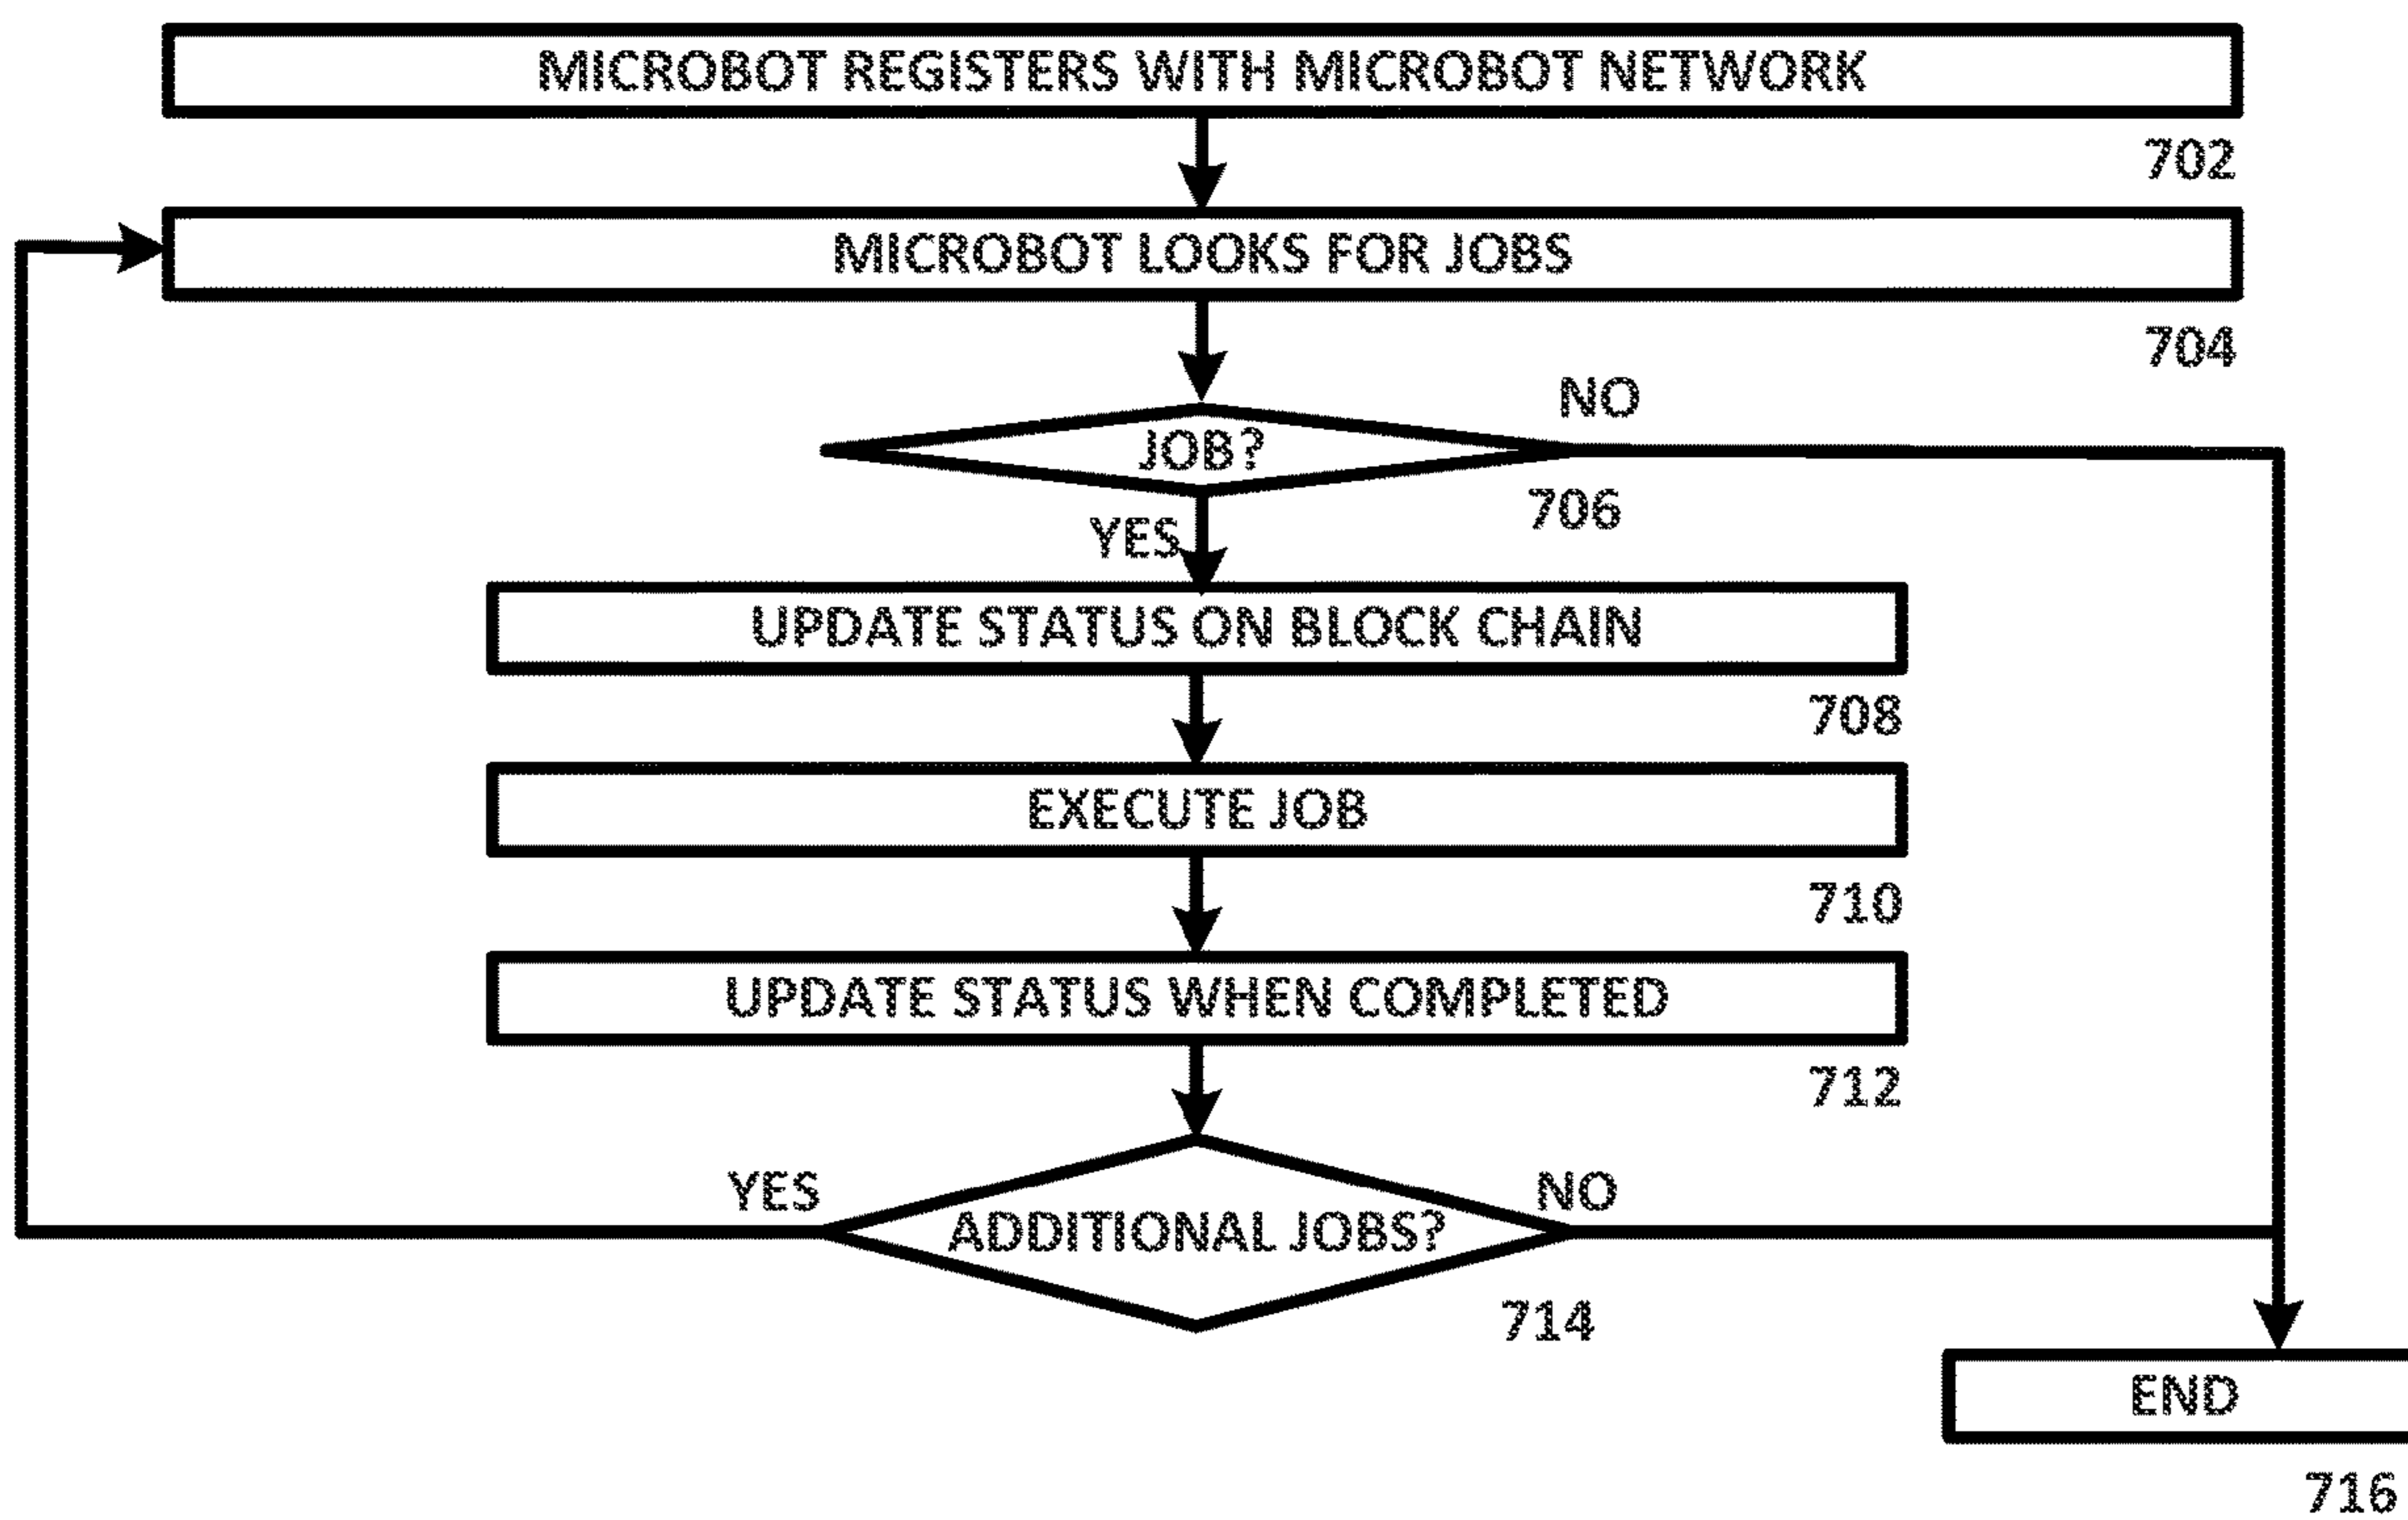 MICROBOT REGISTERS WITH MICROBOT NETWORK
702
MICROBOT LOOKS FOR JOBS
704
JOB?
NO
706
YES
UPDATE STATUS ON BLOCK CHAIN
708
EXECUTE JOB
710
UPDATE STATUS WHEN COMPLETED
712
YES
ADDITIONAL JOBS?
NO
714
END
716